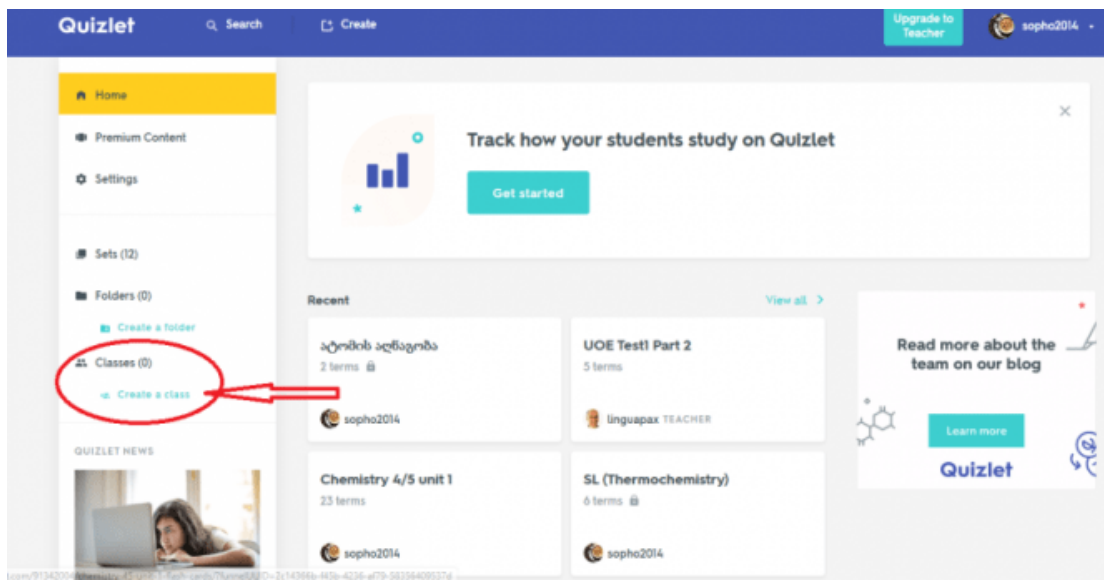 Quizlet
Search
Create
Upgrade to
Teacher
sopho2014
Home
Premium Content
Settings
Sets (12)
Folders (0)
Create a folder
Classes (0)
Create a class
QUIZLET NEWS
Track how your students study on Quizlet
Get started
Recent
View all
ატომის აღნაგობა
2 terms
sopho2014
UOE Test1 Part 2
5 terms
linguapax TEACHER
Chemistry 4/5 unit 1
23 terms
sopho2014
SL (Thermochemistry)
6 terms
sopho2014
Read more about the
team on our blog
Learn more
Quizlet